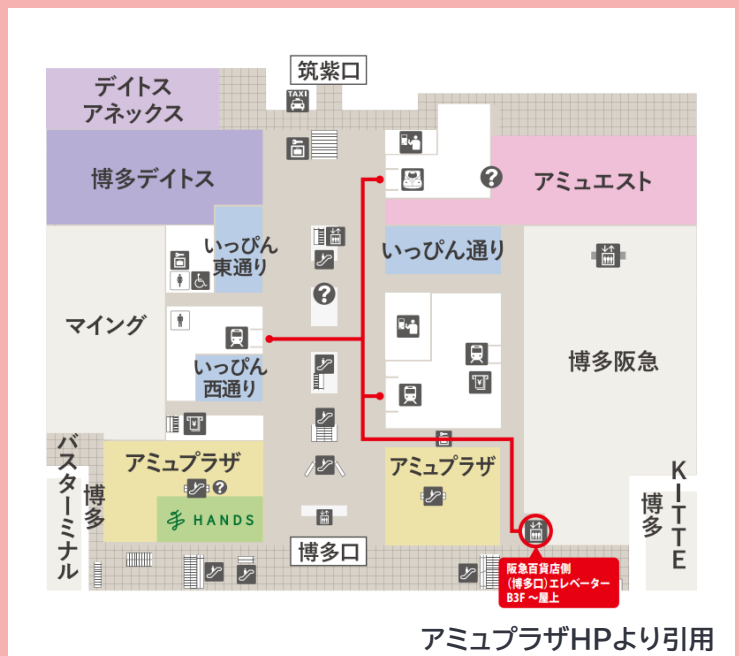 筑紫口
TAXI
デイトス
アネックス
博多デイトス
アミュエスト
?
いっぴん
東通り
いっぴん通り
?
マイング
いっぴん
西通り
博多阪急
アミュプラザ
?
HANDS
アミュプラザ
バスターミナル
博多
博多口
KITTE
博多
阪急百貨店側
(博多口)エレベーター
B3F ～屋上
アミュプラザHPより引用